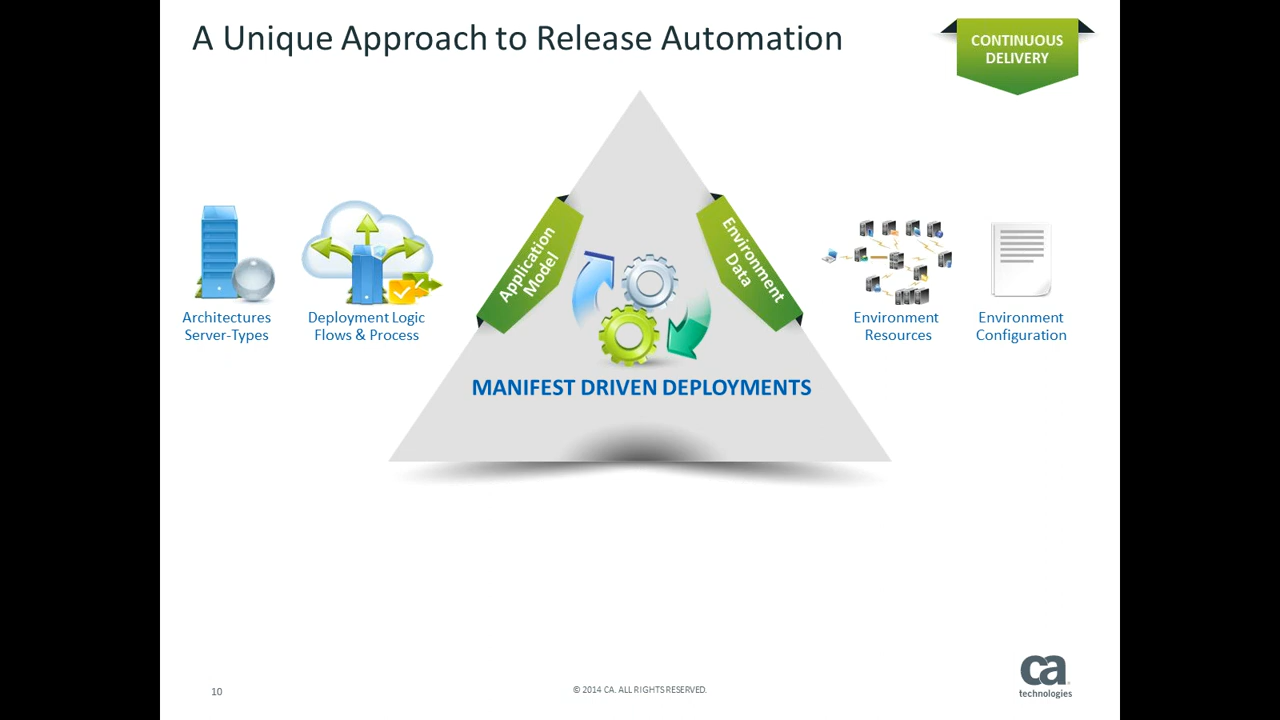 A Unique Approach to Release Automation
CONTINUOUS
DELIVERY
Application
Model
Environment
Data
Architectures
Server-Types
Deployment Logic
Flows & Process
Environment
Resources
Environment
Configuration
MANIFEST DRIVEN DEPLOYMENTS
10
© 2014 CA. ALL RIGHTS RESERVED.
ca
technologies